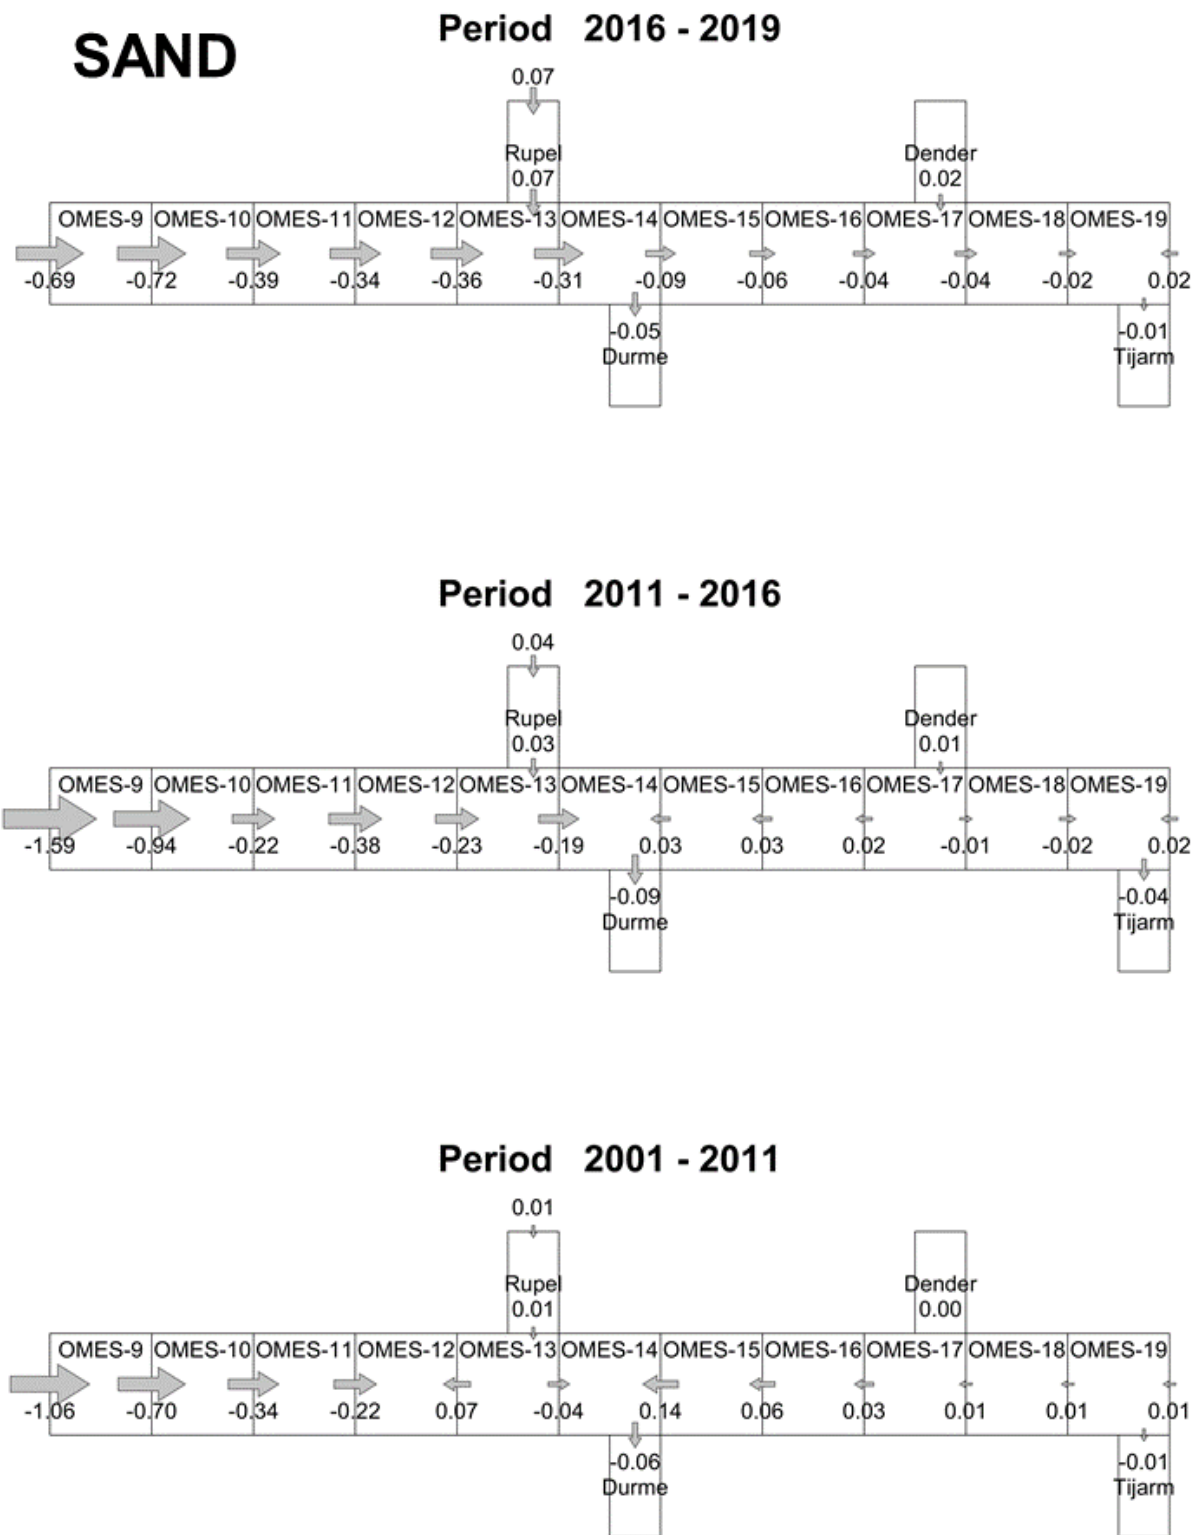 SAND
Period 2016 - 2019
0.07
Rupel
0.07
Dender
0.02
OMES-9 OMES-10 OMES-11 OMES-12 OMES-13 OMES-14 OMES-15 OMES-16 OMES-17 OMES-18 OMES-19
-0.69 -0.72 -0.39 -0.34 -0.36 -0.31 -0.09 -0.06 -0.04 -0.04 -0.02 0.02
-0.05
Durme
-0.01
Tijarm
Period 2011 - 2016
0.04
Rupel
0.03
Dender
0.01
OMES-9 OMES-10 OMES-11 OMES-12 OMES-13 OMES-14 OMES-15 OMES-16 OMES-17 OMES-18 OMES-19
-1.59 -0.94 -0.22 -0.38 -0.23 -0.19 0.03 0.03 0.02 -0.01 -0.02 0.02
-0.09
Durme
-0.04
Tijarm
Period 2001 - 2011
0.01
Rupel
0.01
Dender
0.00
OMES-9 OMES-10 OMES-11 OMES-12 OMES-13 OMES-14 OMES-15 OMES-16 OMES-17 OMES-18 OMES-19
-1.06 -0.70 -0.34 -0.22 0.07 -0.04 0.14 0.06 0.03 0.01 0.01 0.01
-0.06
Durme
-0.01
Tijarm